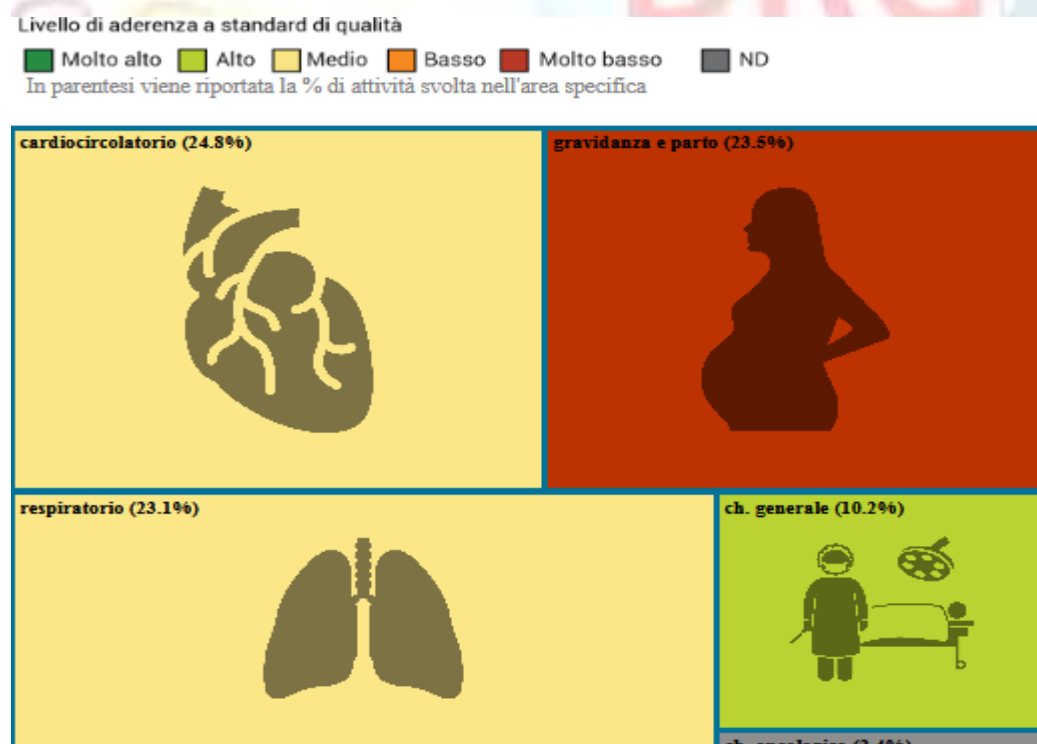 Livello di aderenza a standard di qualità
Molto alto Alto Medio Basso Molto basso ND
In parentesi viene riportata la % di attività svolta nell'area specifica
cardiocircolatorio (24.8%)
gravidanza e parto (23.5%)
respiratorio (23.1%)
ch. generale (10.2%)